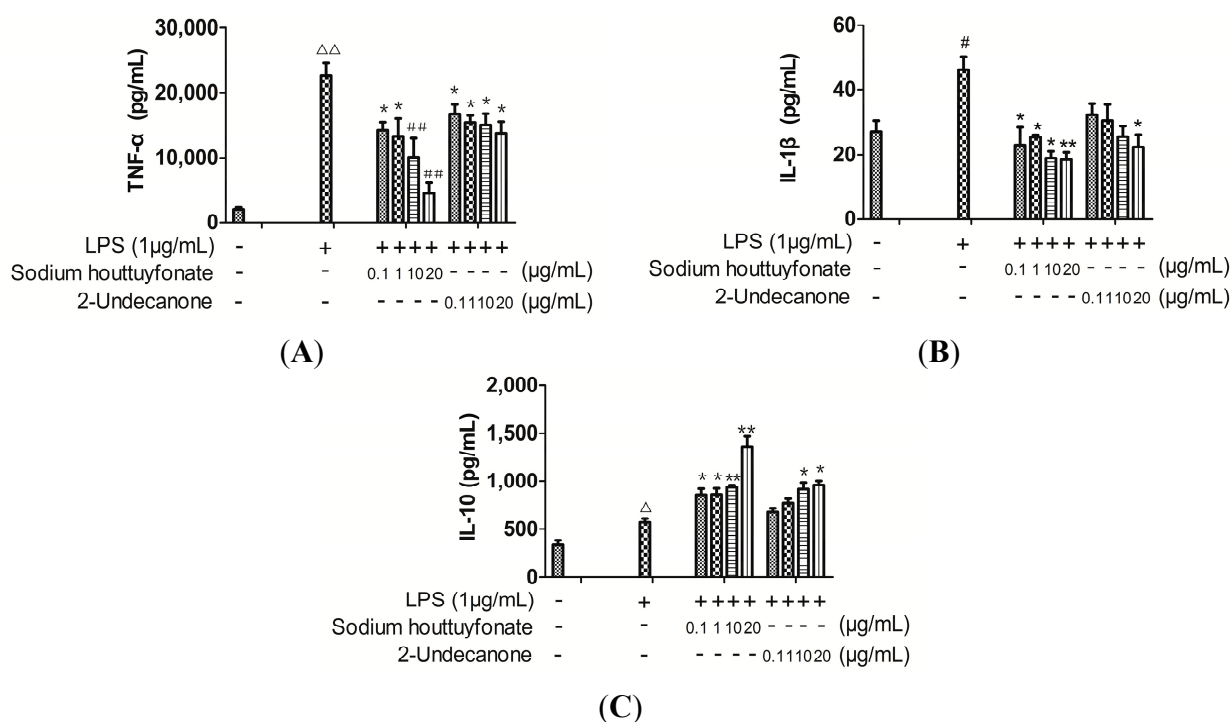 30,000
20,000
10,000
0
TNF-α (pg/mL)
△△
* * ## ##
* * * *
LPS (1µg/mL) - + + + + + + + + +
Sodium houttuyfonate - - 0.1 1 10 20 - - - - (µg/mL)
2-Undecanone - - - - - - 0.1 1 10 20 (µg/mL)
(A)
60
40
20
0
IL-1β (pg/mL)
#
* * * **
*
LPS (1µg/mL) - + + + + + + + + +
Sodium houttuyfonate - - 0.1 1 10 20 - - - - (µg/mL)
2-Undecanone - - - - - - 0.1 1 10 20 (µg/mL)
(B)
2,000
1,500
1,000
500
0
IL-10 (pg/mL)
△
* * ** **
* *
LPS (1µg/mL) - + + + + + + + + +
Sodium houttuyfonate - - 0.1 1 10 20 - - - - (µg/mL)
2-Undecanone - - - - - - 0.1 1 10 20 (µg/mL)
(C)